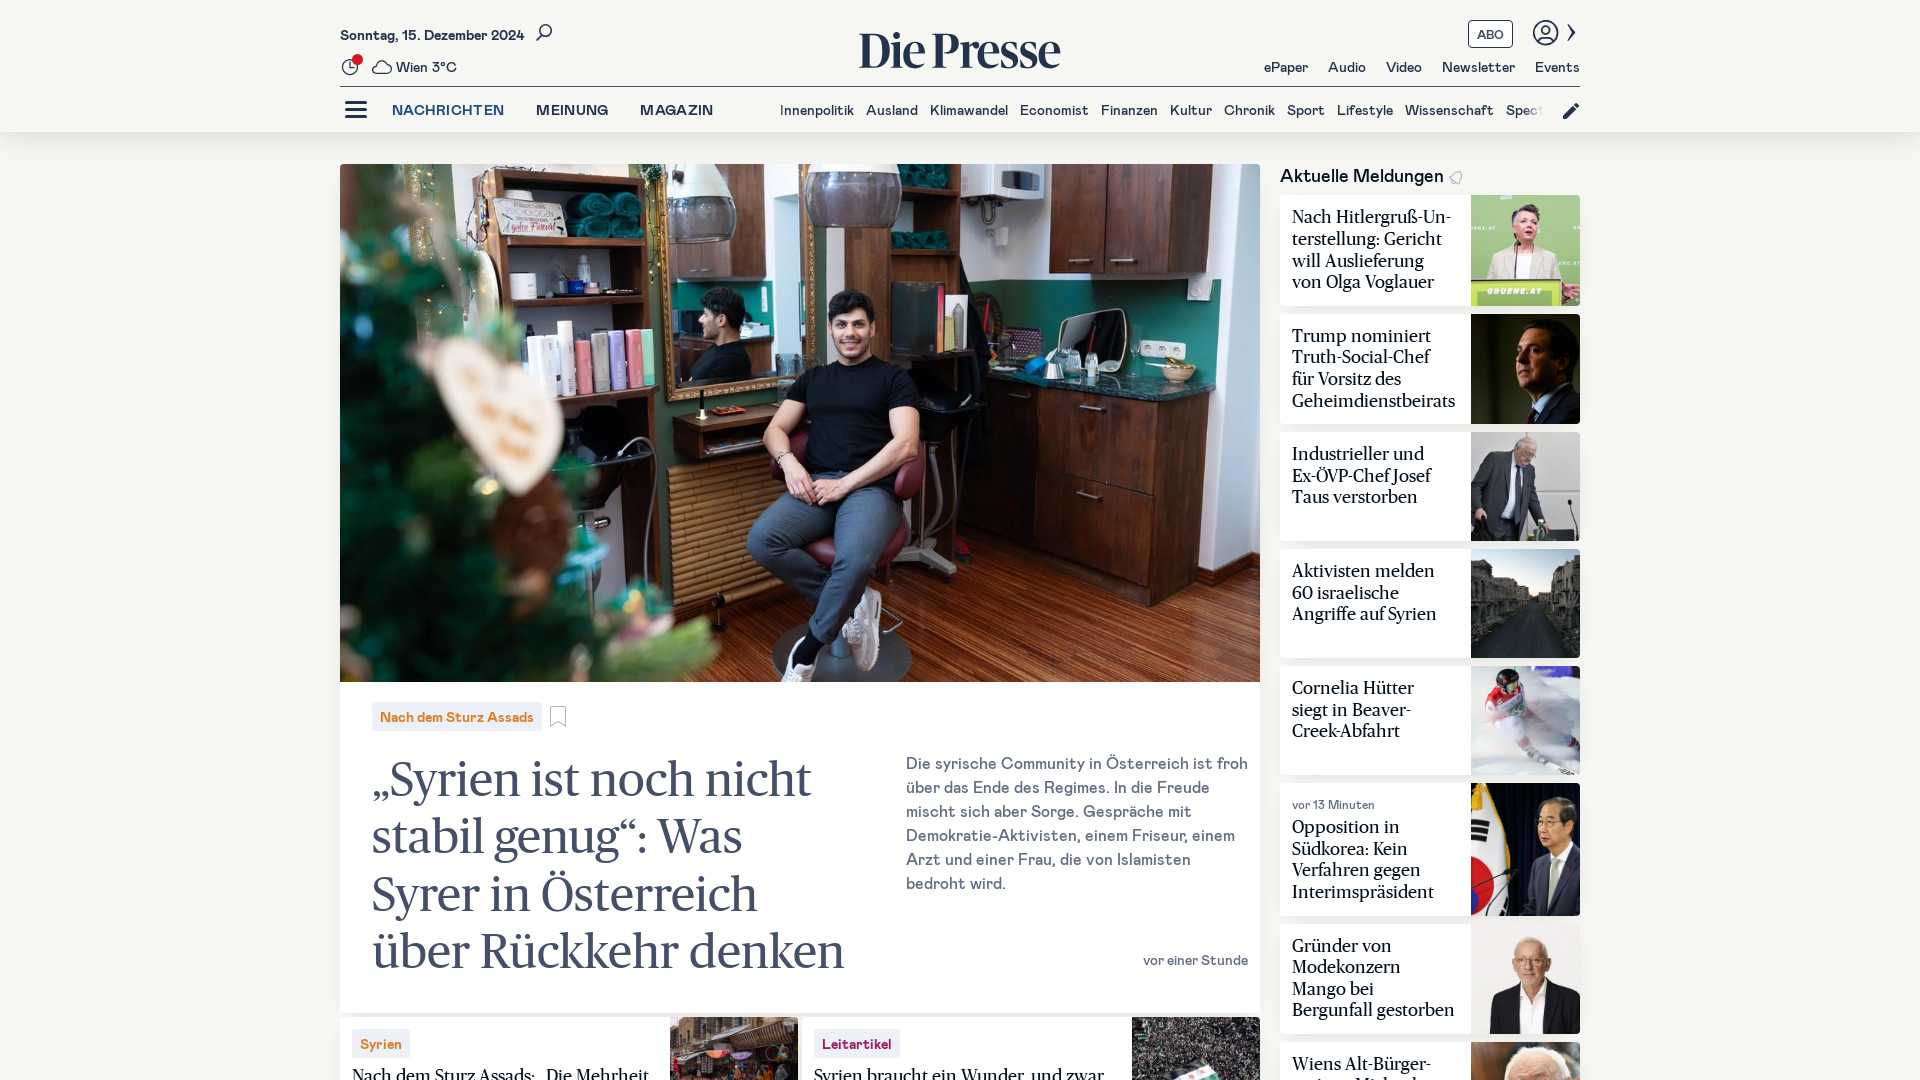 Sonntag, 15. Dezember 2024
Wien 3°C
Die Presse
ABO
ePaper Audio Video Newsletter Events
NACHRICHTEN MEINUNG MAGAZIN
Innenpolitik Ausland Klimawandel Economist Finanzen Kultur Chronik Sport Lifestyle Wissenschaft Spect
Nach dem Sturz Assads
„Syrien ist noch nicht
stabil genug“: Was
Syrer in Österreich
über Rückkehr denken
Die syrische Community in Österreich ist froh
über das Ende des Regimes. In die Freude
mischt sich aber Sorge. Gespräche mit
Demokratie-Aktivisten, einem Friseur, einem
Arzt und einer Frau, die von Islamisten
bedroht wird.
vor einer Stunde
Syrien
Nach dem Sturz Assads: „Die Mehrheit
Leitartikel
Syrien braucht ein Wunder, und zwar
Aktuelle Meldungen
Nach Hitlergruß-Un-
terstellung: Gericht
will Auslieferung
von Olga Voglauer
GRUENE.AT
Trump nominiert
Truth-Social-Chef
für Vorsitz des
Geheimdienstbeirats
Industrieller und
Ex-ÖVP-Chef Josef
Taus verstorben
Aktivisten melden
60 israelische
Angriffe auf Syrien
Cornelia Hütter
siegt in Beaver-
Creek-Abfahrt
vor 13 Minuten
Opposition in
Südkorea: Kein
Verfahren gegen
Interimspräsident
Gründer von
Modekonzern
Mango bei
Bergunfall gestorben
Wiens Alt-Bürger-